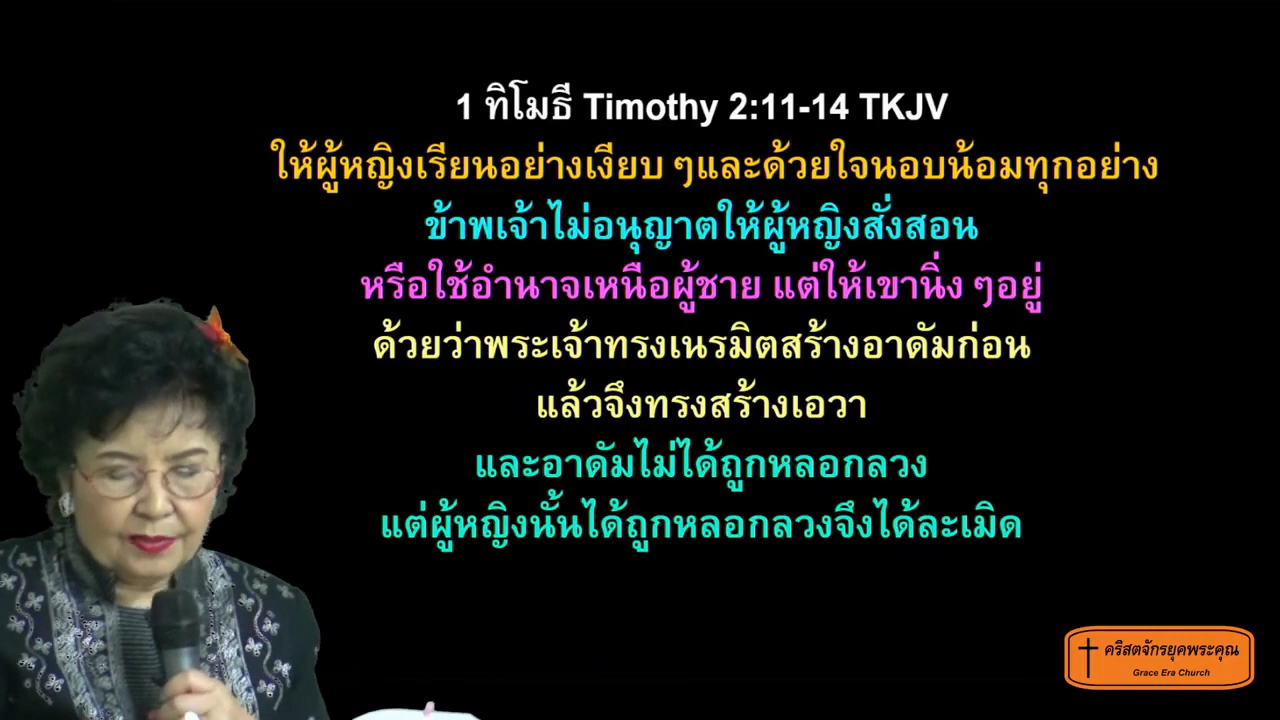 1 ทิโมธี Timothy 2:11-14 TKJV
ให้ผู้หญิงเรียนอย่างเงียบ ๆและด้วยใจนอบน้อมทุกอย่าง
ข้าพเจ้าไม่อนุญาตให้ผู้หญิงสั่งสอน
หรือใช้อำนาจเหนือผู้ชาย แต่ให้เขานิ่ง ๆอยู่
ด้วยว่าพระเจ้าทรงเนรมิตสร้างอาดัมก่อน
แล้วจึงทรงสร้างเอวา
และอาดัมไม่ได้ถูกหลอกลวง
แต่ผู้หญิงนั้นได้ถูกหลอกลวงจึงได้ละเมิด
คริสตจักรยุคพระคุณ
Grace Era Church